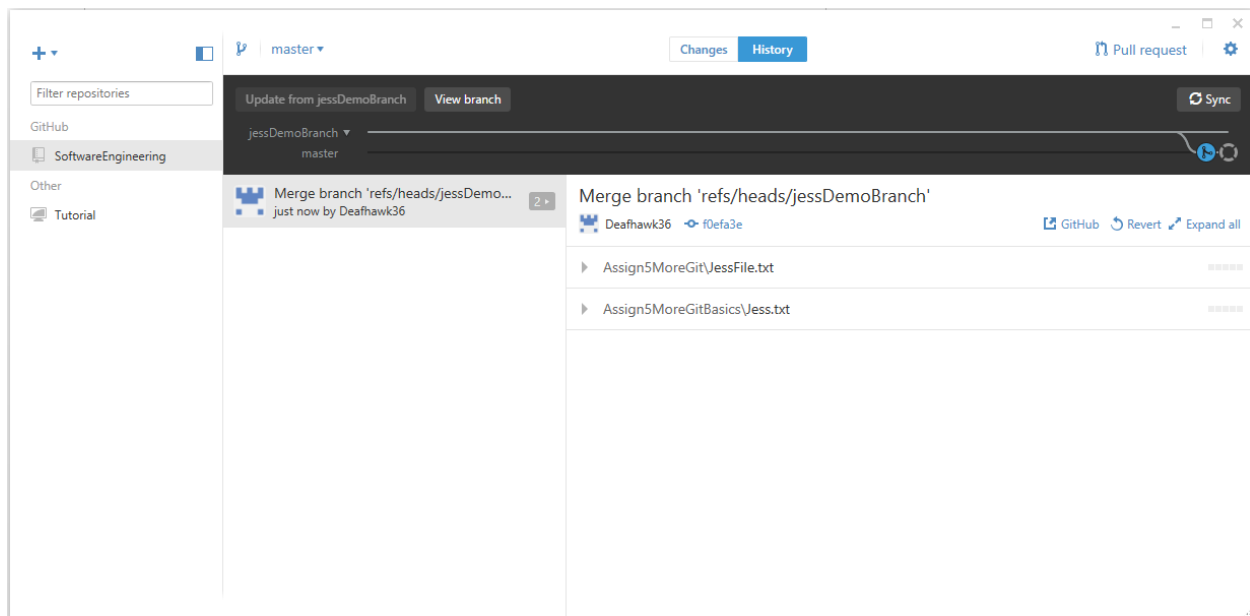 master
Changes
History
Pull request
Filter repositories
Update from jessDemoBranch
View branch
Sync
GitHub
jessDemoBranch
master
SoftwareEngineering
Other
Tutorial
Merge branch 'refs/heads/jessDemo...
just now by Deafhawk36
2
Merge branch 'refs/heads/jessDemoBranch'
Deafhawk36
f0efa3e
GitHub
Revert
Expand all
Assign5MoreGit\JessFile.txt
Assign5MoreGitBasics\Jess.txt